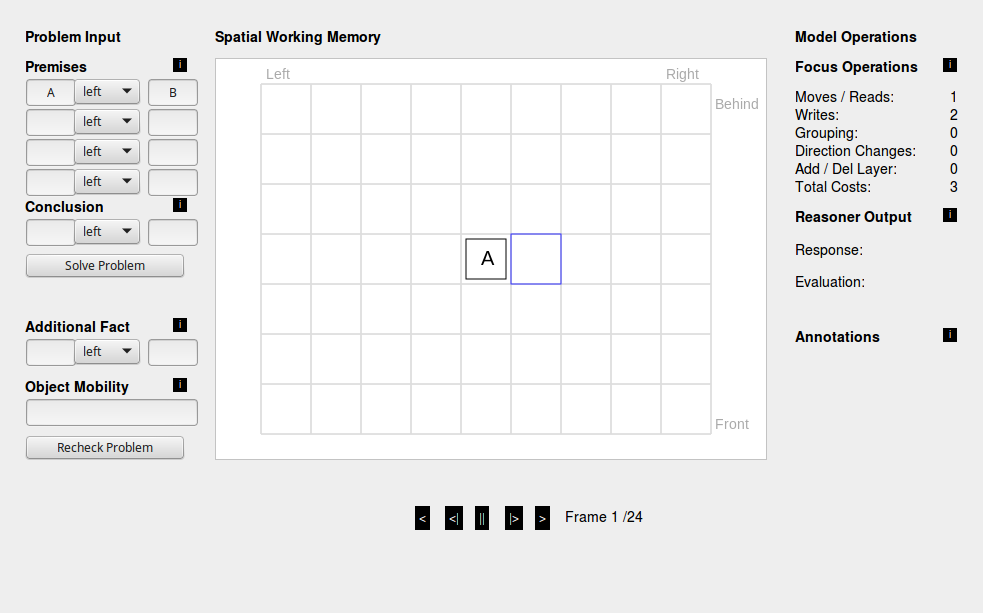 Problem Input
Premises i
A left B
left
left
left
Conclusion i
left
Solve Problem
Additional Fact i
left
Object Mobility i
Recheck Problem
Spatial Working Memory
Left Right
Behind
A
Front
< <| || |> > Frame 1 /24
Model Operations
Focus Operations i
Moves / Reads: 1
Writes: 2
Grouping: 0
Direction Changes: 0
Add / Del Layer: 0
Total Costs: 3
Reasoner Output i
Response:
Evaluation:
Annotations i